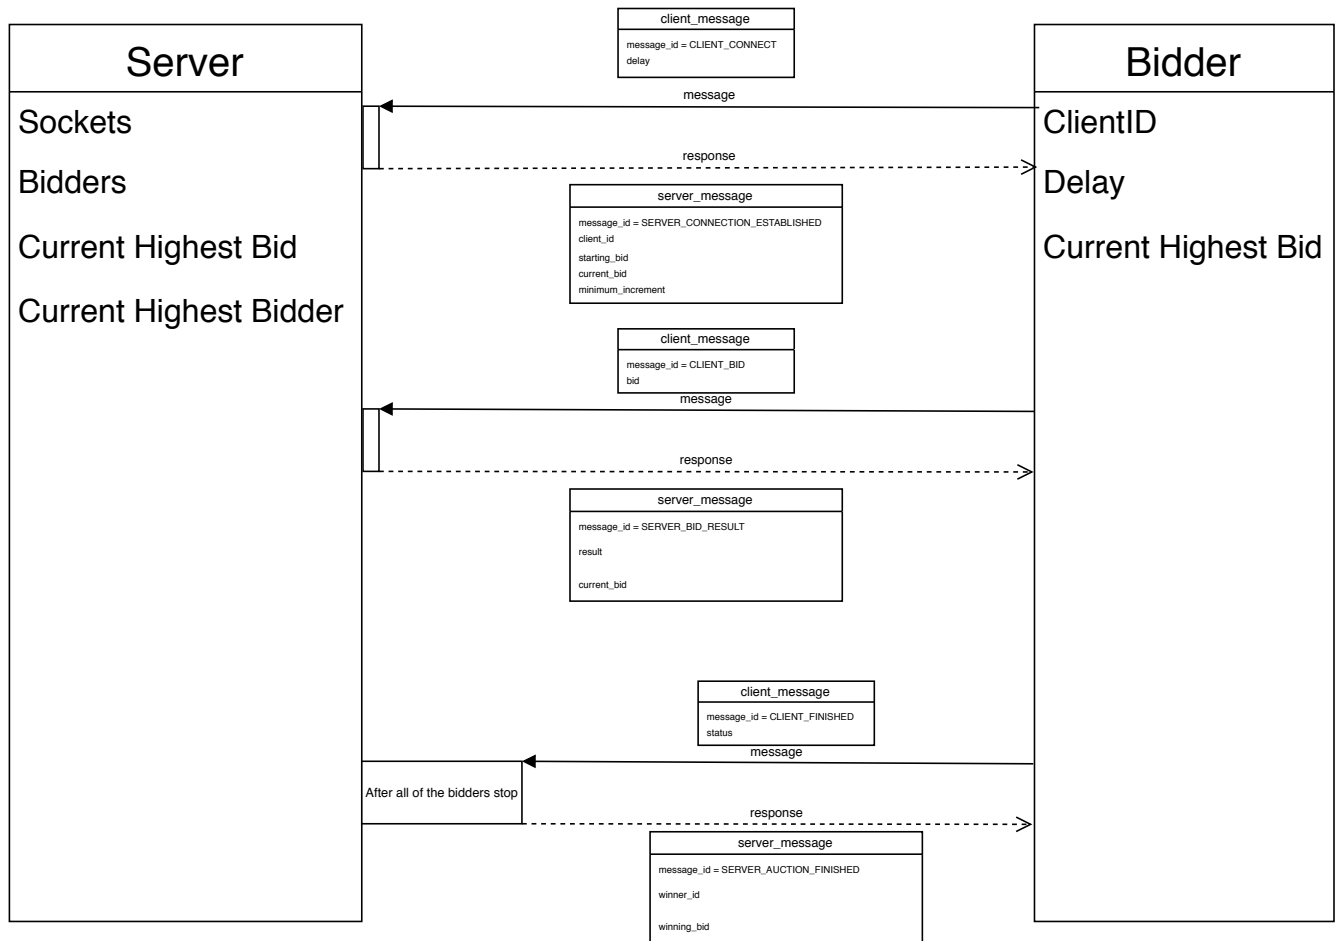 Server
Sockets
Bidders
Current Highest Bid
Current Highest Bidder
client_message
message_id = CLIENT_CONNECT
delay
message
response
server_message
message_id = SERVER_CONNECTION_ESTABLISHED
client_id
starting_bid
current_bid
minimum_increment
client_message
message_id = CLIENT_BID
bid
message
response
server_message
message_id = SERVER_BID_RESULT
result
current_bid
client_message
message_id = CLIENT_FINISHED
status
message
After all of the bidders stop
response
server_message
message_id = SERVER_AUCTION_FINISHED
winner_id
winning_bid
Bidder
ClientID
Delay
Current Highest Bid